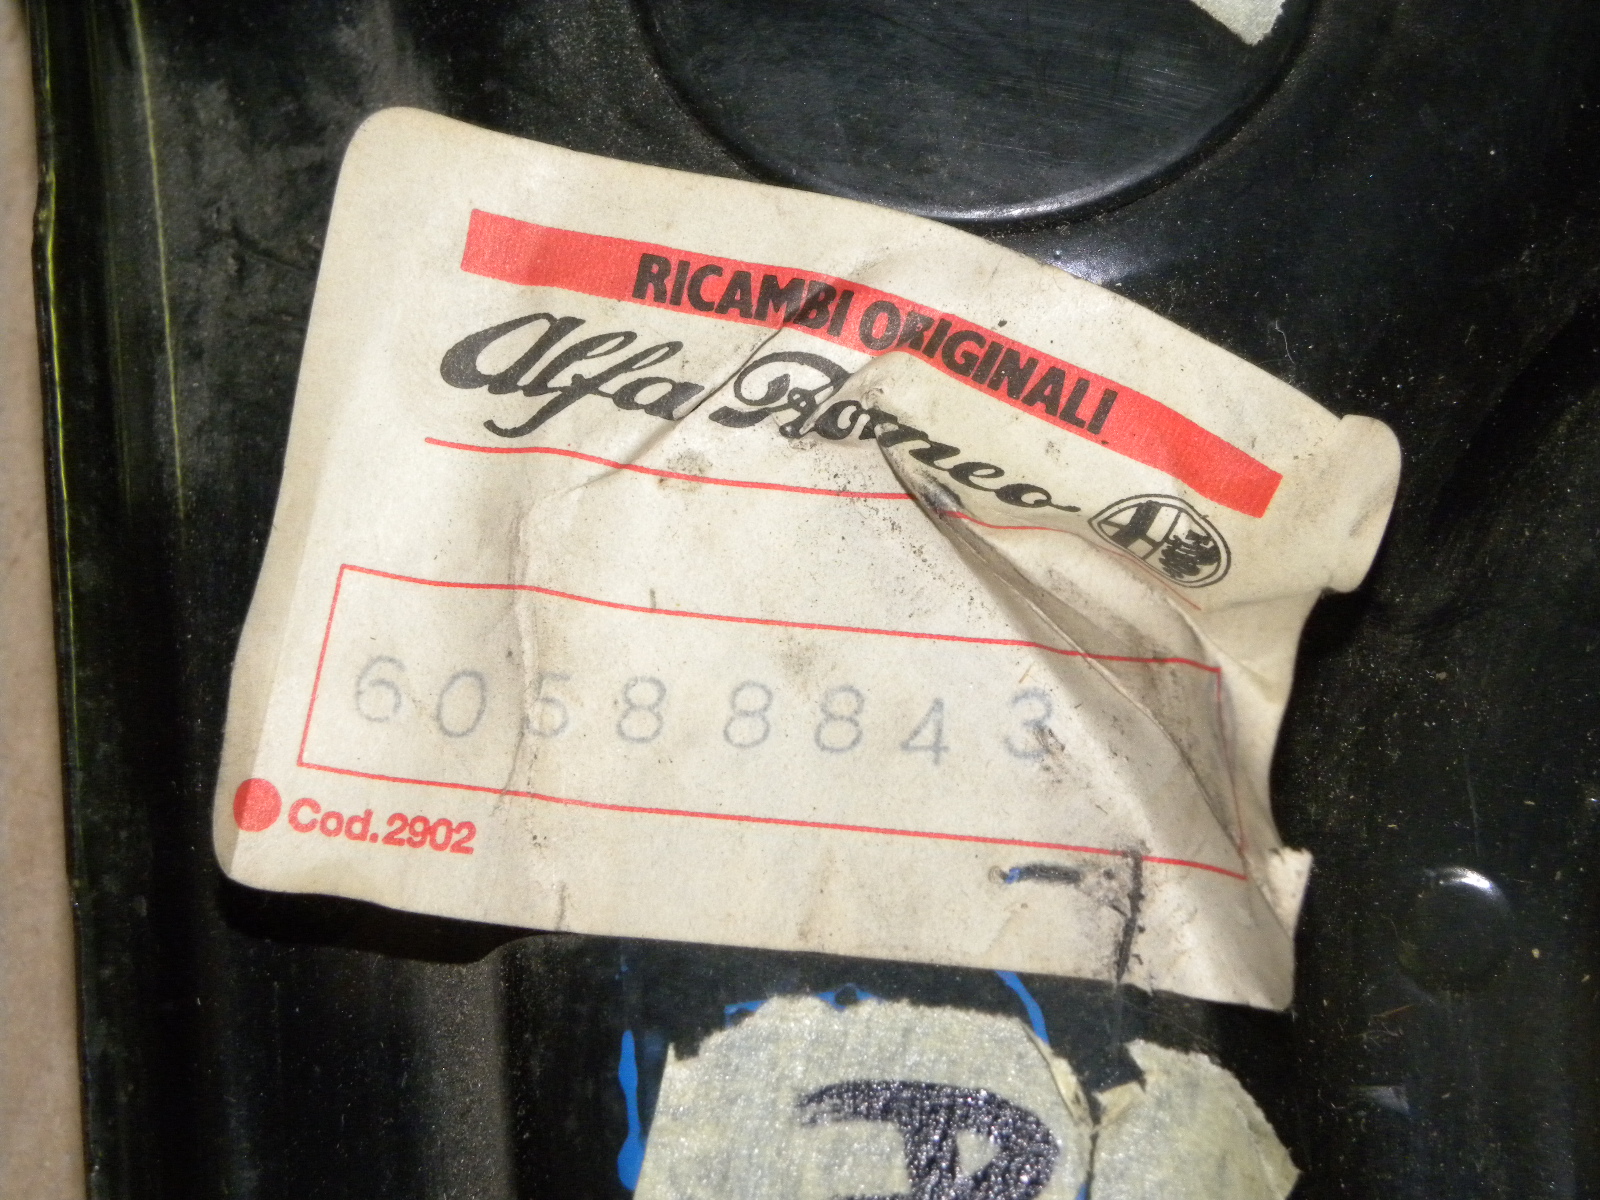 RICAMBI ORIGINALI
Alfa Romeo
60588843
Cod.2902